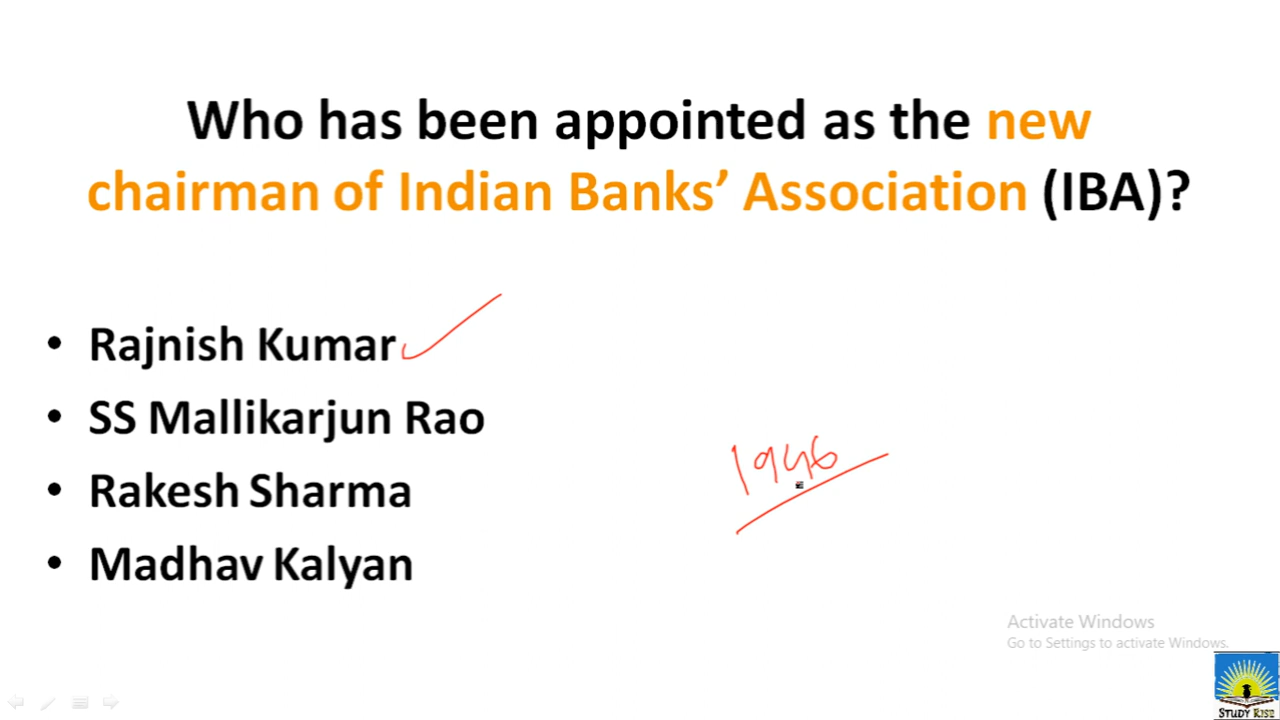 Who has been appointed as the new
chairman of Indian Banks’ Association (IBA)?
• Rajnish Kumar
• SS Mallikarjun Rao
• Rakesh Sharma
• Madhav Kalyan
1946
Activate Windows
Go to Settings to activate Windows.
STUDY RISE